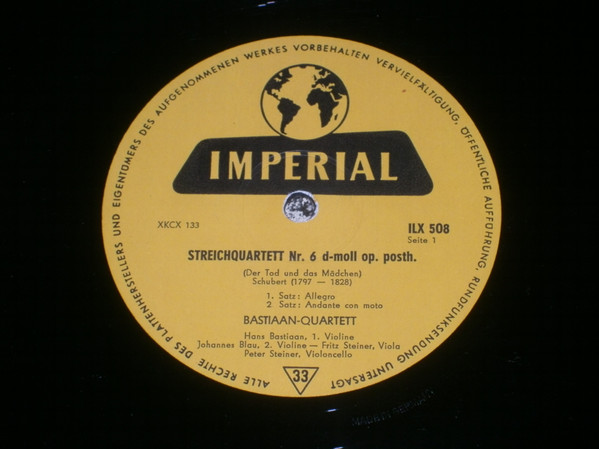 ALLE RECHTE DES PLATTENHERSTELLERS UND EIGENTÜMERS DES AUFGENOMMENEN WERKES VORBEHALTEN VERVIELFÄLTIGUNG, ÖFFENTLICHE AUFFÜHRUNG, RUNDFUNKSENDUNG UNTERSAGT
IMPERIAL
XKCX 133
ILX 508
Seite 1
STREICHQUARTETT Nr. 6 d-moll op. posth.
(Der Tod und das Mädchen)
Schubert (1797 — 1828)
1. Satz: Allegro
2. Satz: Andante con moto
BASTIAAN-QUARTETT
Hans Bastiaan, 1. Violine
Johannes Blau, 2. Violine — Fritz Steiner, Viola
Peter Steiner, Violoncello
33